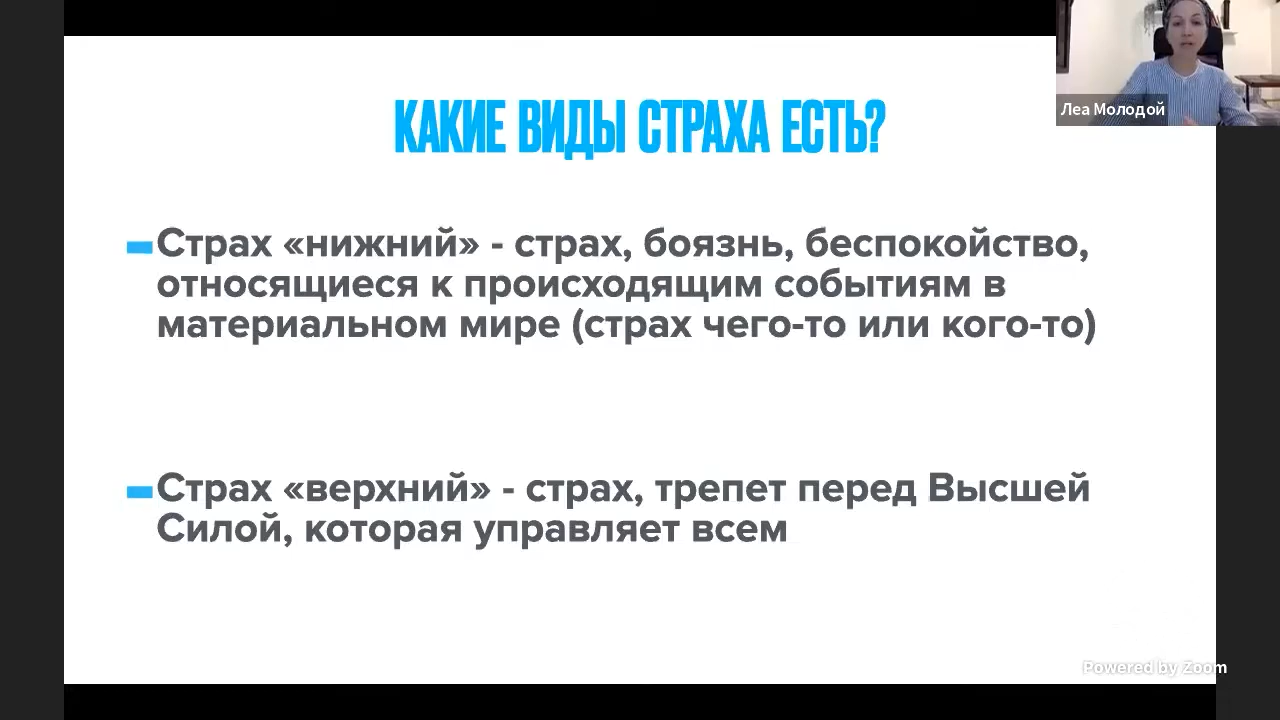 КАКИЕ ВИДЫ СТРАХА ЕСТЬ?
Леа Молодой
Страх «нижний» - страх, боязнь, беспокойство,
относящиеся к происходящим событиям в
материальном мире (страх чего-то или кого-то)
Страх «верхний» - страх, трепет перед Высшей
Силой, которая управляет всем
Powered by Zoom